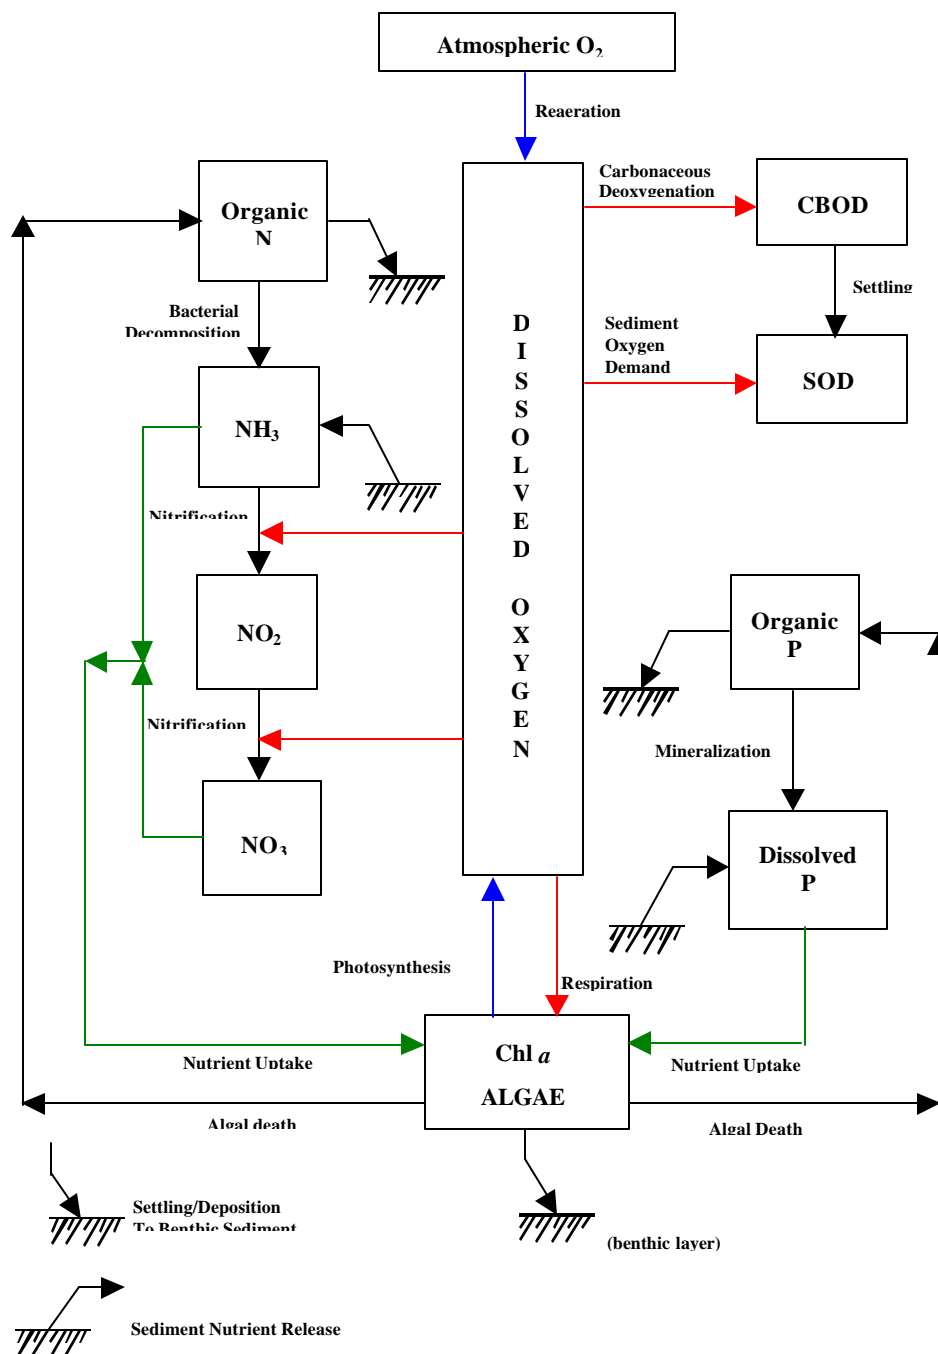 Atmospheric O₂
Reaeration
Carbonaceous
Deoxygenation
CBOD
Organic
N
Settling
Bacterial
Decomposition
D
I
S
S
O
L
V
E
D
O
X
Y
G
E
N
Sediment
Oxygen
Demand
SOD
NH₃
Nitrification
NO₂
Organic
P
Nitrification
Mineralization
NO₃
Dissolved
P
Photosynthesis
Respiration
Chl a
ALGAE
Nutrient Uptake
Nutrient Uptake
Algal death
Algal Death
Settling/Deposition
To Benthic Sediment
(benthic layer)
Sediment Nutrient Release